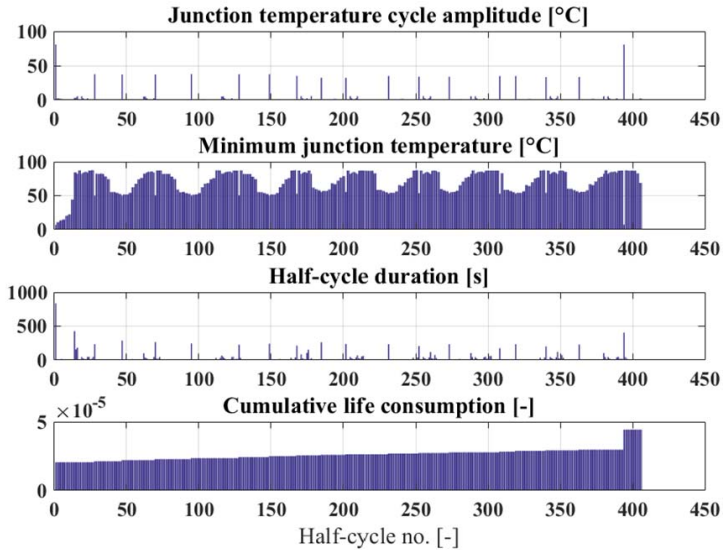 Junction temperature cycle amplitude [°C]
100
50
0
0 50 100 150 200 250 300 350 400 450
Minimum junction temperature [°C]
100
50
0
0 50 100 150 200 250 300 350 400 450
Half-cycle duration [s]
1000
500
0
0 50 100 150 200 250 300 350 400 450
×10-5
Cumulative life consumption [-]
5
0
0 50 100 150 200 250 300 350 400 450
Half-cycle no. [-]